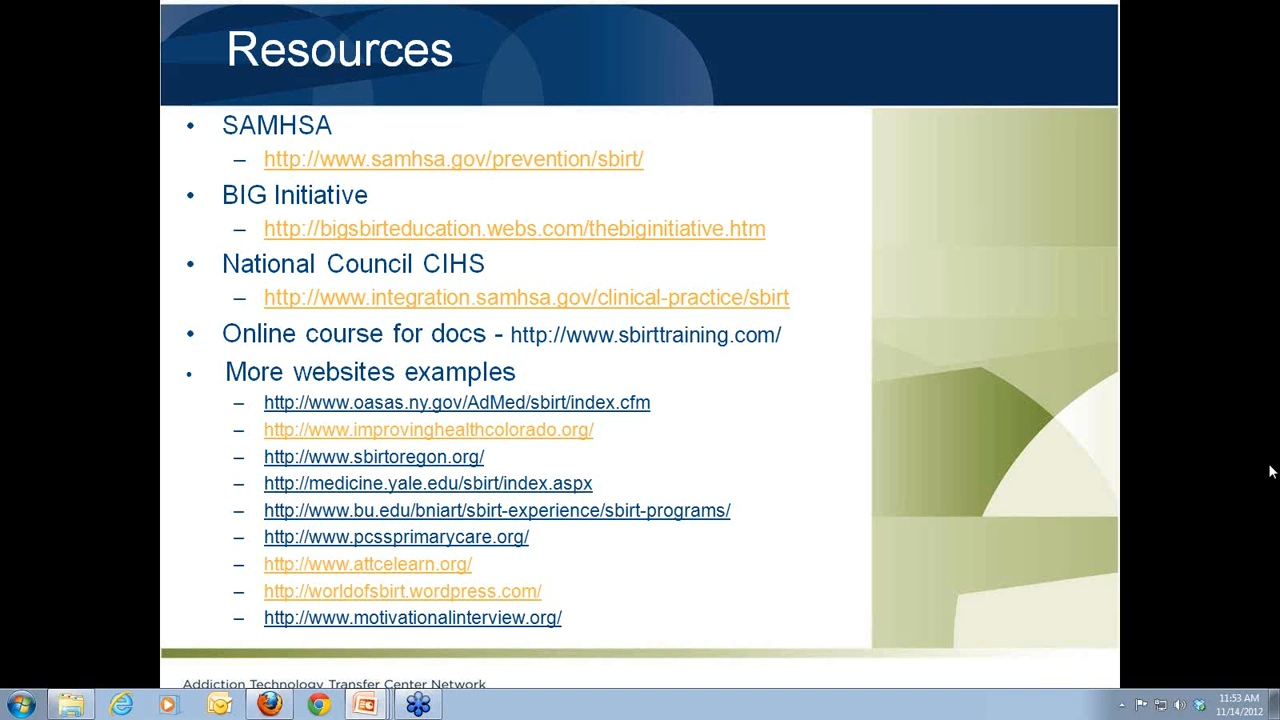 Resources
• SAMHSA
– http://www.samhsa.gov/prevention/sbirt/
• BIG Initiative
– http://bigsbirteducation.webs.com/thebiginitiative.htm
• National Council CIHS
– http://www.integration.samhsa.gov/clinical-practice/sbirt
• Online course for docs - http://www.sbirttraining.com/
• More websites examples
– http://www.oasas.ny.gov/AdMed/sbirt/index.cfm
– http://www.improvinghealthcolorado.org/
– http://www.sbirtoregon.org/
– http://medicine.yale.edu/sbirt/index.aspx
– http://www.bu.edu/bniart/sbirt-experience/sbirt-programs/
– http://www.pcssprimarycare.org/
– http://www.attcelearn.org/
– http://worldofsbirt.wordpress.com/
– http://www.motivationalinterview.org/
Addiction Technology Transfer Center Network
11:53 AM
11/14/2012